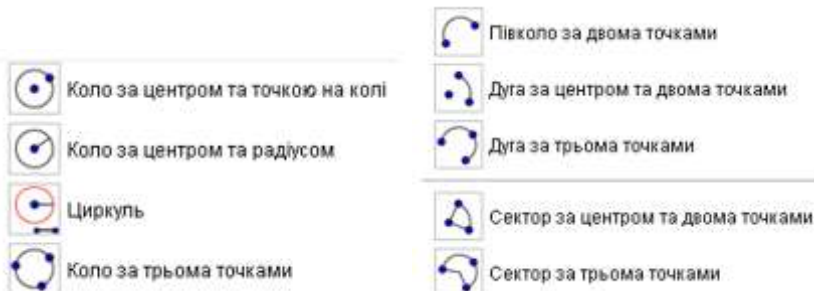 Коло за центром та точкою на колі
Коло за центром та радіусом
Циркуль
Коло за трьома точками
Півколо за двома точками
Дуга за центром та двома точками
Дуга за трьома точками
Сектор за центром та двома точками
Сектор за трьома точками